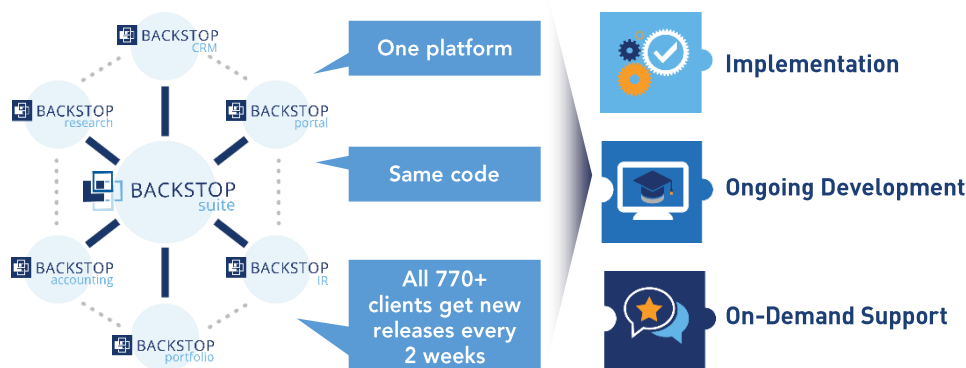 BACKSTOP
CRM
BACKSTOP
research
BACKSTOP
portal
BACKSTOP
suite
BACKSTOP
accounting
BACKSTOP
IR
BACKSTOP
portfolio
One platform
Same code
All 770+
clients get new
releases every
2 weeks
Implementation
Ongoing Development
On-Demand Support